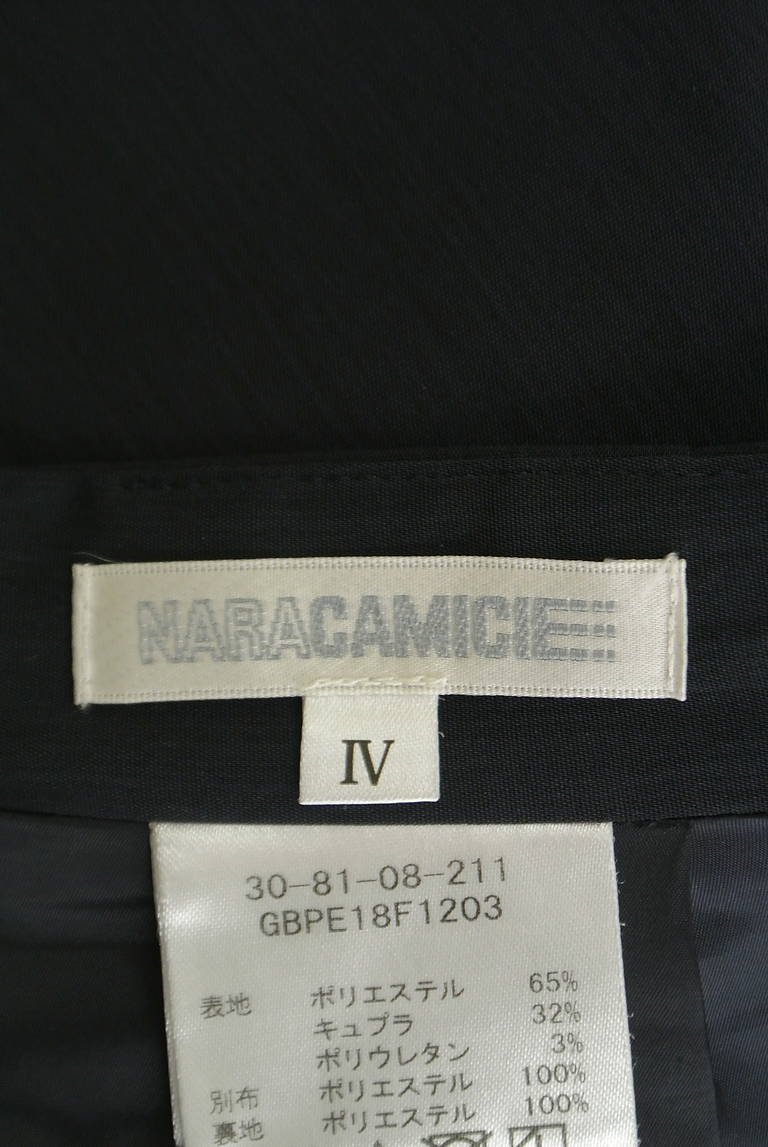 NARACAMICIE
IV
30-81-08-211
GBPE18F1203
表地 ポリエステル 65%
キュプラ 32%
ポリウレタン 3%
別布 ポリエステル 100%
裏地 ポリエステル 100%